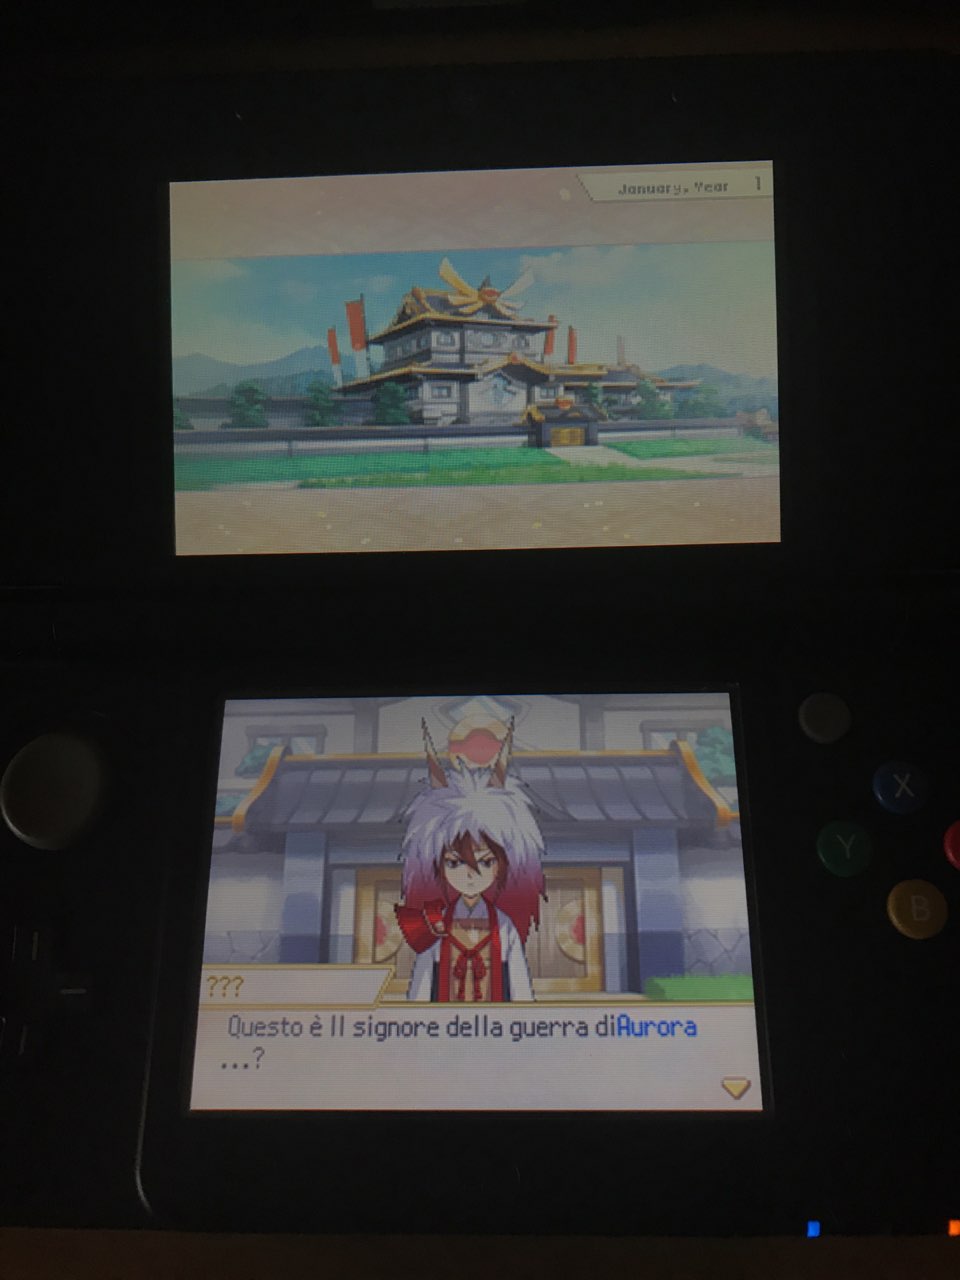 January, Year 1
???
Questo è Il signore della guerra diAurora
...?
X
Y
B